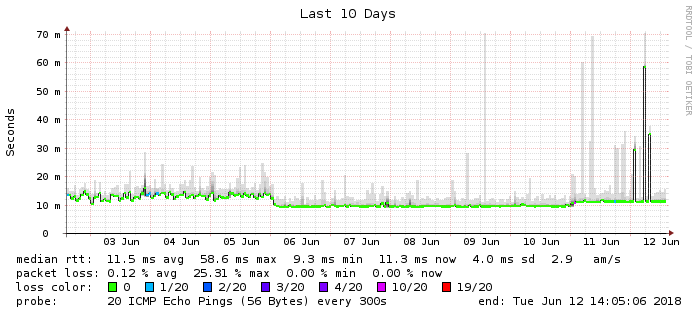 Last 10 Days
RRDTOOL / TOBI OETIKER
Seconds
70 m
60 m
50 m
40 m
30 m
20 m
10 m
0
03 Jun 04 Jun 05 Jun 06 Jun 07 Jun 08 Jun 09 Jun 10 Jun 11 Jun 12 Jun
median rtt: 11.5 ms avg 58.6 ms max 9.3 ms min 11.3 ms now 4.0 ms sd 2.9 am/s
packet loss: 0.12 % avg 25.31 % max 0.00 % min 0.00 % now
loss color: 0 1/20 2/20 3/20 4/20 10/20 19/20
probe: 20 ICMP Echo Pings (56 Bytes) every 300s end: Tue Jun 12 14:05:06 2018